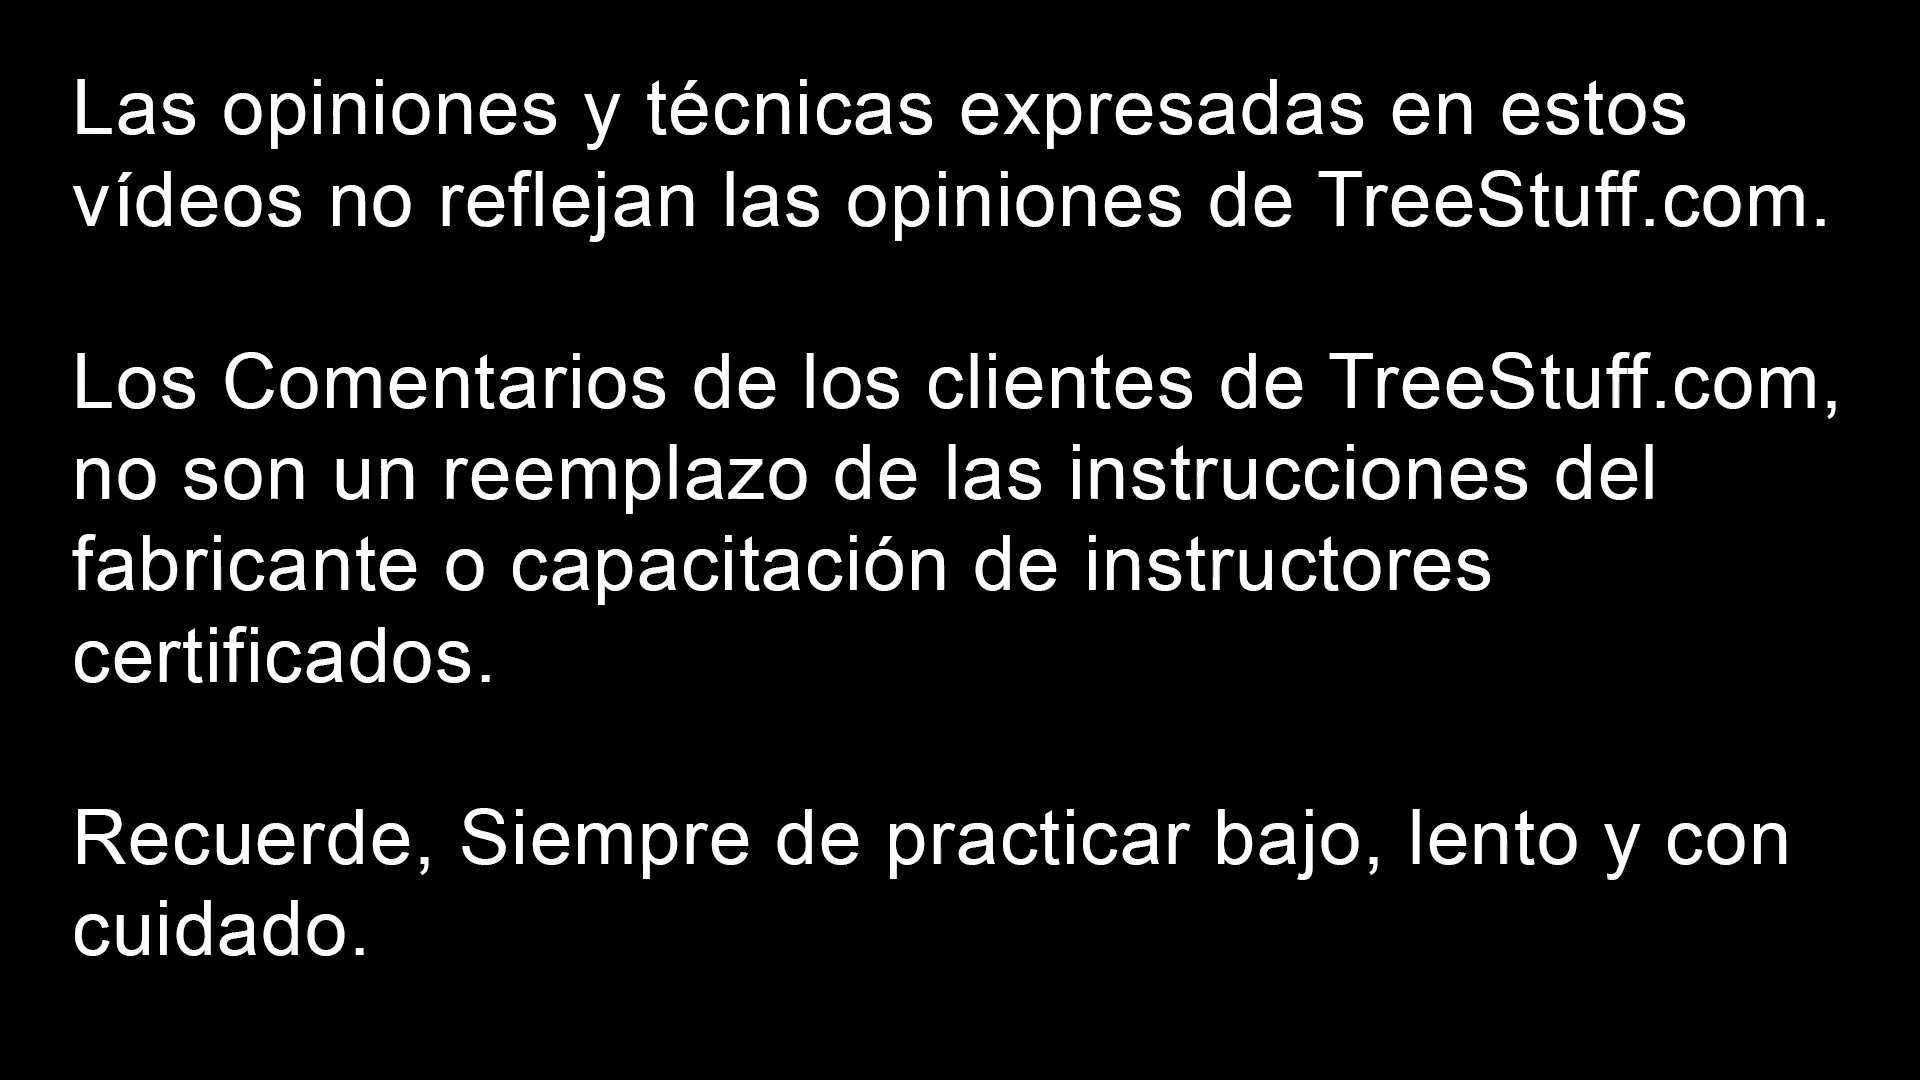 Las opiniones y técnicas expresadas en estos
vídeos no reflejan las opiniones de TreeStuff.com.
Los Comentarios de los clientes de TreeStuff.com,
no son un reemplazo de las instrucciones del
fabricante o capacitación de instructores
certificados.
Recuerde, Siempre de practicar bajo, lento y con
cuidado.